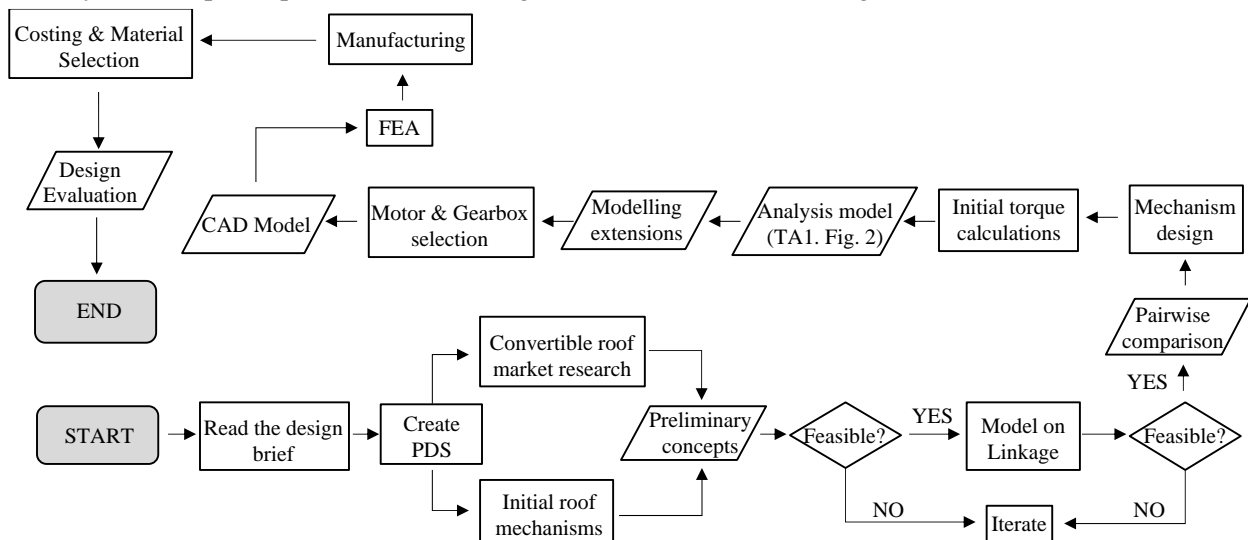 Costing & Material
Selection
Manufacturing
FEA
Design
Evaluation
CAD Model
Motor & Gearbox
selection
Modelling
extensions
Analysis model
(TA1. Fig. 2)
Initial torque
calculations
Mechanism
design
END
Pairwise
comparison
Convertible roof
market research
YES
START
Read the design
brief
Create
PDS
Preliminary
concepts
Feasible?
YES
Model on
Linkage
Feasible?
Initial roof
mechanisms
NO
Iterate
NO